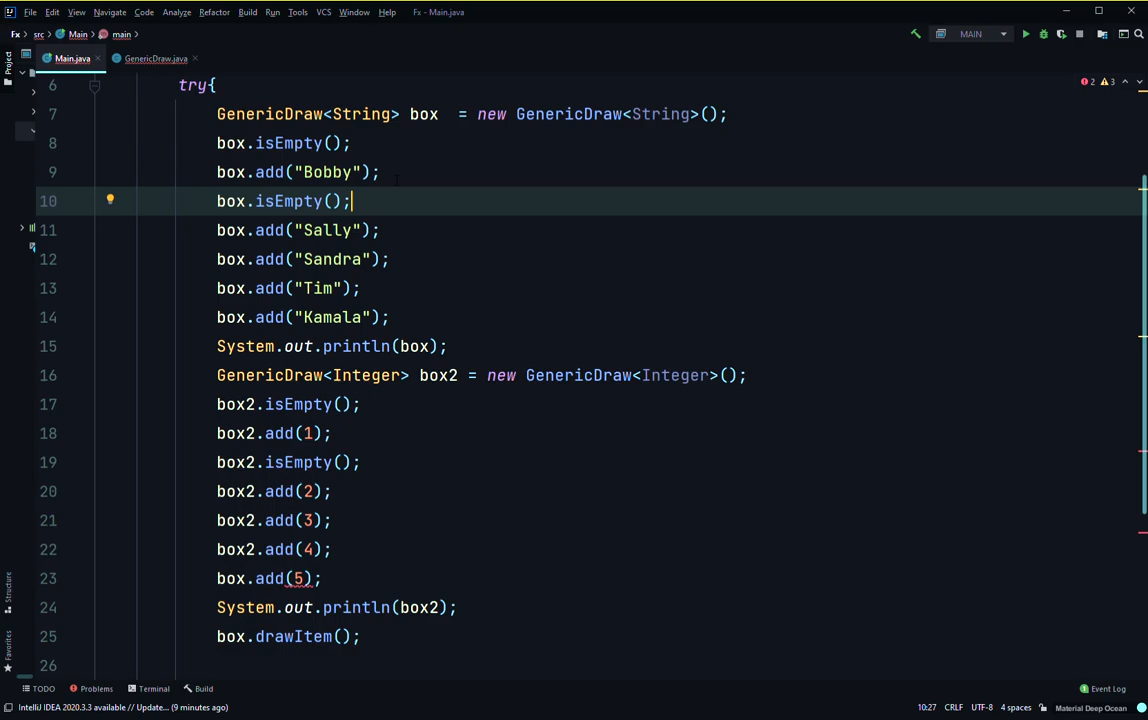 File Edit View Navigate Code Analyze Refactor Build Run Tools VCS Window Help Fx - Main.java
Fx src Main main MAIN
Main.java GenericDraw.java
Project
2 3
6 try{
7 GenericDraw<String> box = new GenericDraw<String>();
8 box.isEmpty();
9 box.add("Bobby");
10 box.isEmpty();
11 box.add("Sally");
12 box.add("Sandra");
13 box.add("Tim");
14 box.add("Kamala");
15 System.out.println(box);
16 GenericDraw<Integer> box2 = new GenericDraw<Integer>();
17 box2.isEmpty();
18 box2.add(1);
19 box2.isEmpty();
20 box2.add(2);
21 box2.add(3);
22 box2.add(4);
23 box.add(5);
24 System.out.println(box2);
25 box.drawItem();
26
Structure
Favorites
TODO Problems Terminal Build 1 Event Log
IntelliJ IDEA 2020.3.3 available // Update... (9 minutes ago) 10:27 CRLF UTF-8 4 spaces Material Deep Ocean